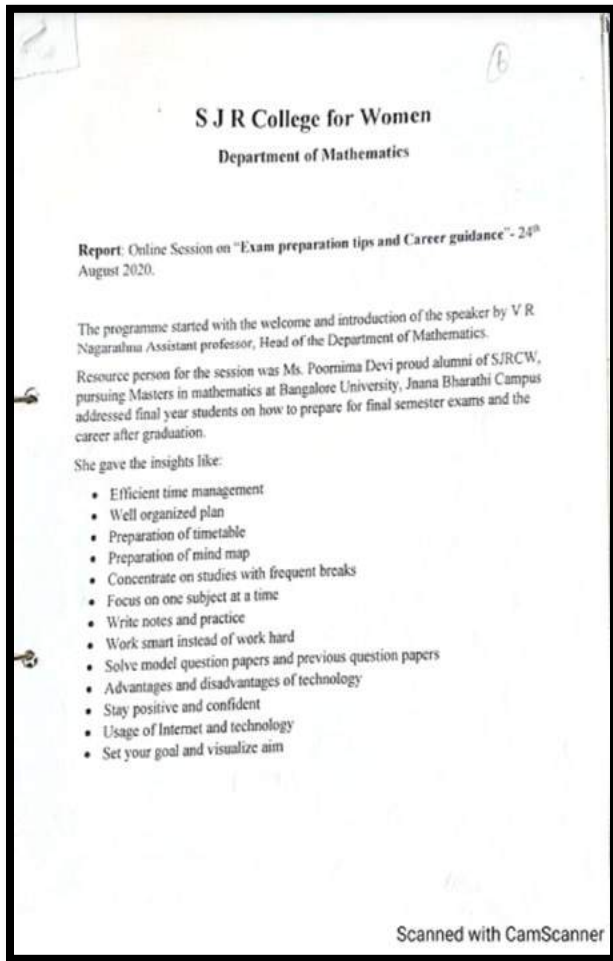 6
S J R College for Women
Department of Mathematics
Report: Online Session on "Exam preparation tips and Career guidance"- 24th
August 2020.
The programme started with the welcome and introduction of the speaker by V R
Nagarathna Assistant professor, Head of the Department of Mathematics.
Resource person for the session was Ms. Poornima Devi proud alumni of SJRCW,
pursuing Masters in mathematics at Bangalore University, Jnana Bharathi Campus
addressed final year students on how to prepare for final semester exams and the
career after graduation.
She gave the insights like:
• Efficient time management
• Well organized plan
• Preparation of timetable
• Preparation of mind map
• Concentrate on studies with frequent breaks
• Focus on one subject at a time
• Write notes and practice
• Work smart instead of work hard
• Solve model question papers and previous question papers
• Advantages and disadvantages of technology
• Stay positive and confident
• Usage of Internet and technology
• Set your goal and visualize aim
Scanned with CamScanner